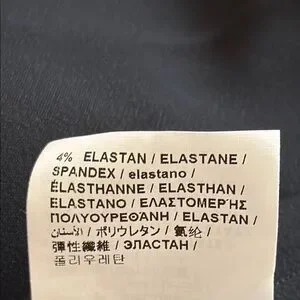 4% ELASTAN / ELASTANE /
SPANDEX / elastano /
ÉLASTHANNE / ELASTHAN /
ELASTANO / ΕΛΑΣΤΟΜΕΡΉΣ
ΠΟΛΥΟΥΡΕΘΑΝΗ / ELASTAN /
الأستان / ポリウレタン / 氨纶 /
彈性纖維 / ЭЛАСТАН /
폴리우레탄